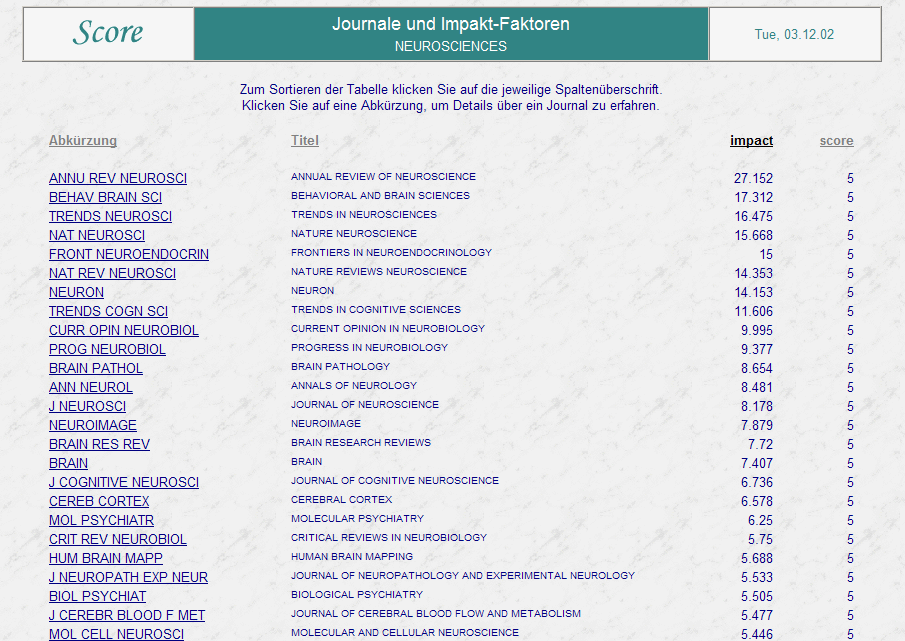 Score
Journale und Impakt-Faktoren
NEUROSCIENCES
Tue, 03.12.02
Zum Sortieren der Tabelle klicken Sie auf die jeweilige Spaltenüberschrift.
Klicken Sie auf eine Abkürzung, um Details über ein Journal zu erfahren.
Abkürzung Titel impact score
ANNU REV NEUROSCI ANNUAL REVIEW OF NEUROSCIENCE 27.152 5
BEHAV BRAIN SCI BEHAVIORAL AND BRAIN SCIENCES 17.312 5
TRENDS NEUROSCI TRENDS IN NEUROSCIENCES 16.475 5
NAT NEUROSCI NATURE NEUROSCIENCE 15.668 5
FRONT NEUROENDOCRIN FRONTIERS IN NEUROENDOCRINOLOGY 15 5
NAT REV NEUROSCI NATURE REVIEWS NEUROSCIENCE 14.353 5
NEURON NEURON 14.153 5
TRENDS COGN SCI TRENDS IN COGNITIVE SCIENCES 11.606 5
CURR OPIN NEUROBIOL CURRENT OPINION IN NEUROBIOLOGY 9.995 5
PROG NEUROBIOL PROGRESS IN NEUROBIOLOGY 9.377 5
BRAIN PATHOL BRAIN PATHOLOGY 8.654 5
ANN NEUROL ANNALS OF NEUROLOGY 8.481 5
J NEUROSCI JOURNAL OF NEUROSCIENCE 8.178 5
NEUROIMAGE NEUROIMAGE 7.879 5
BRAIN RES REV BRAIN RESEARCH REVIEWS 7.72 5
BRAIN BRAIN 7.407 5
J COGNITIVE NEUROSCI JOURNAL OF COGNITIVE NEUROSCIENCE 6.736 5
CEREB CORTEX CEREBRAL CORTEX 6.578 5
MOL PSYCHIATR MOLECULAR PSYCHIATRY 6.25 5
CRIT REV NEUROBIOL CRITICAL REVIEWS IN NEUROBIOLOGY 5.75 5
HUM BRAIN MAPP HUMAN BRAIN MAPPING 5.688 5
J NEUROPATH EXP NEUR JOURNAL OF NEUROPATHOLOGY AND EXPERIMENTAL NEUROLOGY 5.533 5
BIOL PSYCHIAT BIOLOGICAL PSYCHIATRY 5.505 5
J CEREBR BLOOD F MET JOURNAL OF CEREBRAL BLOOD FLOW AND METABOLISM 5.477 5
MOL CELL NEUROSCI MOLECULAR AND CELLULAR NEUROSCIENCE 5.446 5